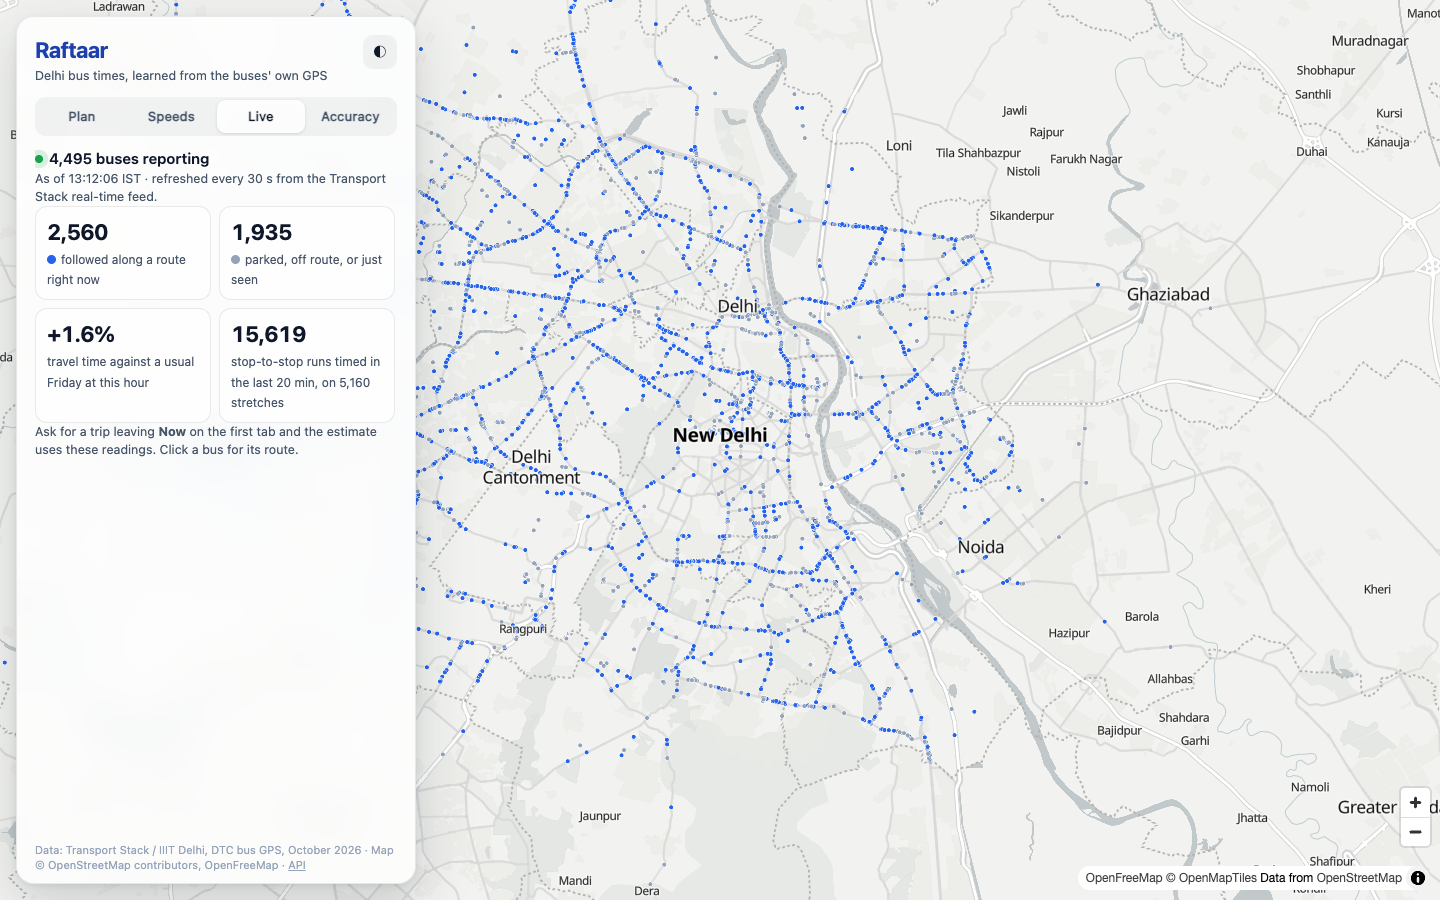 Raftaar
Delhi bus times, learned from the buses' own GPS
Plan
Speeds
Live
Accuracy
4,495 buses reporting
As of 13:12:06 IST · refreshed every 30 s from the Transport
Stack real-time feed.
2,560
followed along a route
right now
1,935
parked, off route, or just
seen
+1.6%
travel time against a usual
Friday at this hour
15,619
stop-to-stop runs timed in
the last 20 min, on 5,160
stretches
Ask for a trip leaving Now on the first tab and the estimate
uses these readings. Click a bus for its route.
Data: Transport Stack / IIIT Delhi, DTC bus GPS, October 2026 · Map
© OpenStreetMap contributors, OpenFreeMap · API
Ladrawan
Muradnagar
Shobhapur
Santhli
Kursi
Jawli
Rajpur
Kanauja
Loni
Tila Shahbazpur
Farukh Nagar
Duhai
Nistoli
Sikanderpur
Ghaziabad
Delhi
New Delhi
Delhi
Cantonment
Noida
Kheri
Barola
Rangpuri
Hazipur
Allahbas
Shahdara
Bajidpur
Garhi
Namoli
Greater
Jaunpur
Jhatta
Shafipur
Mandi
Dera
+
−
OpenFreeMap © OpenMapTiles Data from OpenStreetMap